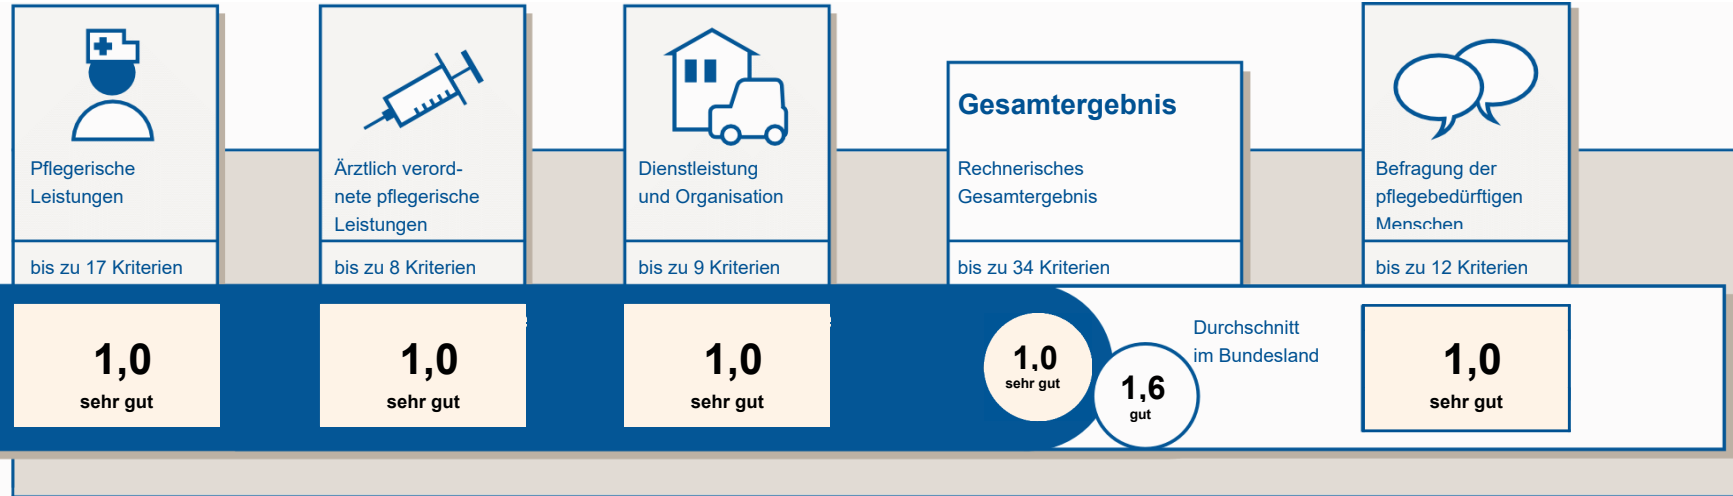 Pflegerische
Leistungen
bis zu 17 Kriterien
1,0
sehr gut
Ärztlich verord-
nete pflegerische
Leistungen
bis zu 8 Kriterien
1,0
sehr gut
Dienstleistung
und Organisation
bis zu 9 Kriterien
1,0
sehr gut
Gesamtergebnis
Rechnerisches
Gesamtergebnis
bis zu 34 Kriterien
1,0
sehr gut
1,6
gut
Durchschnitt
im Bundesland
Befragung der
pflegebedürftigen
Menschen
bis zu 12 Kriterien
1,0
sehr gut